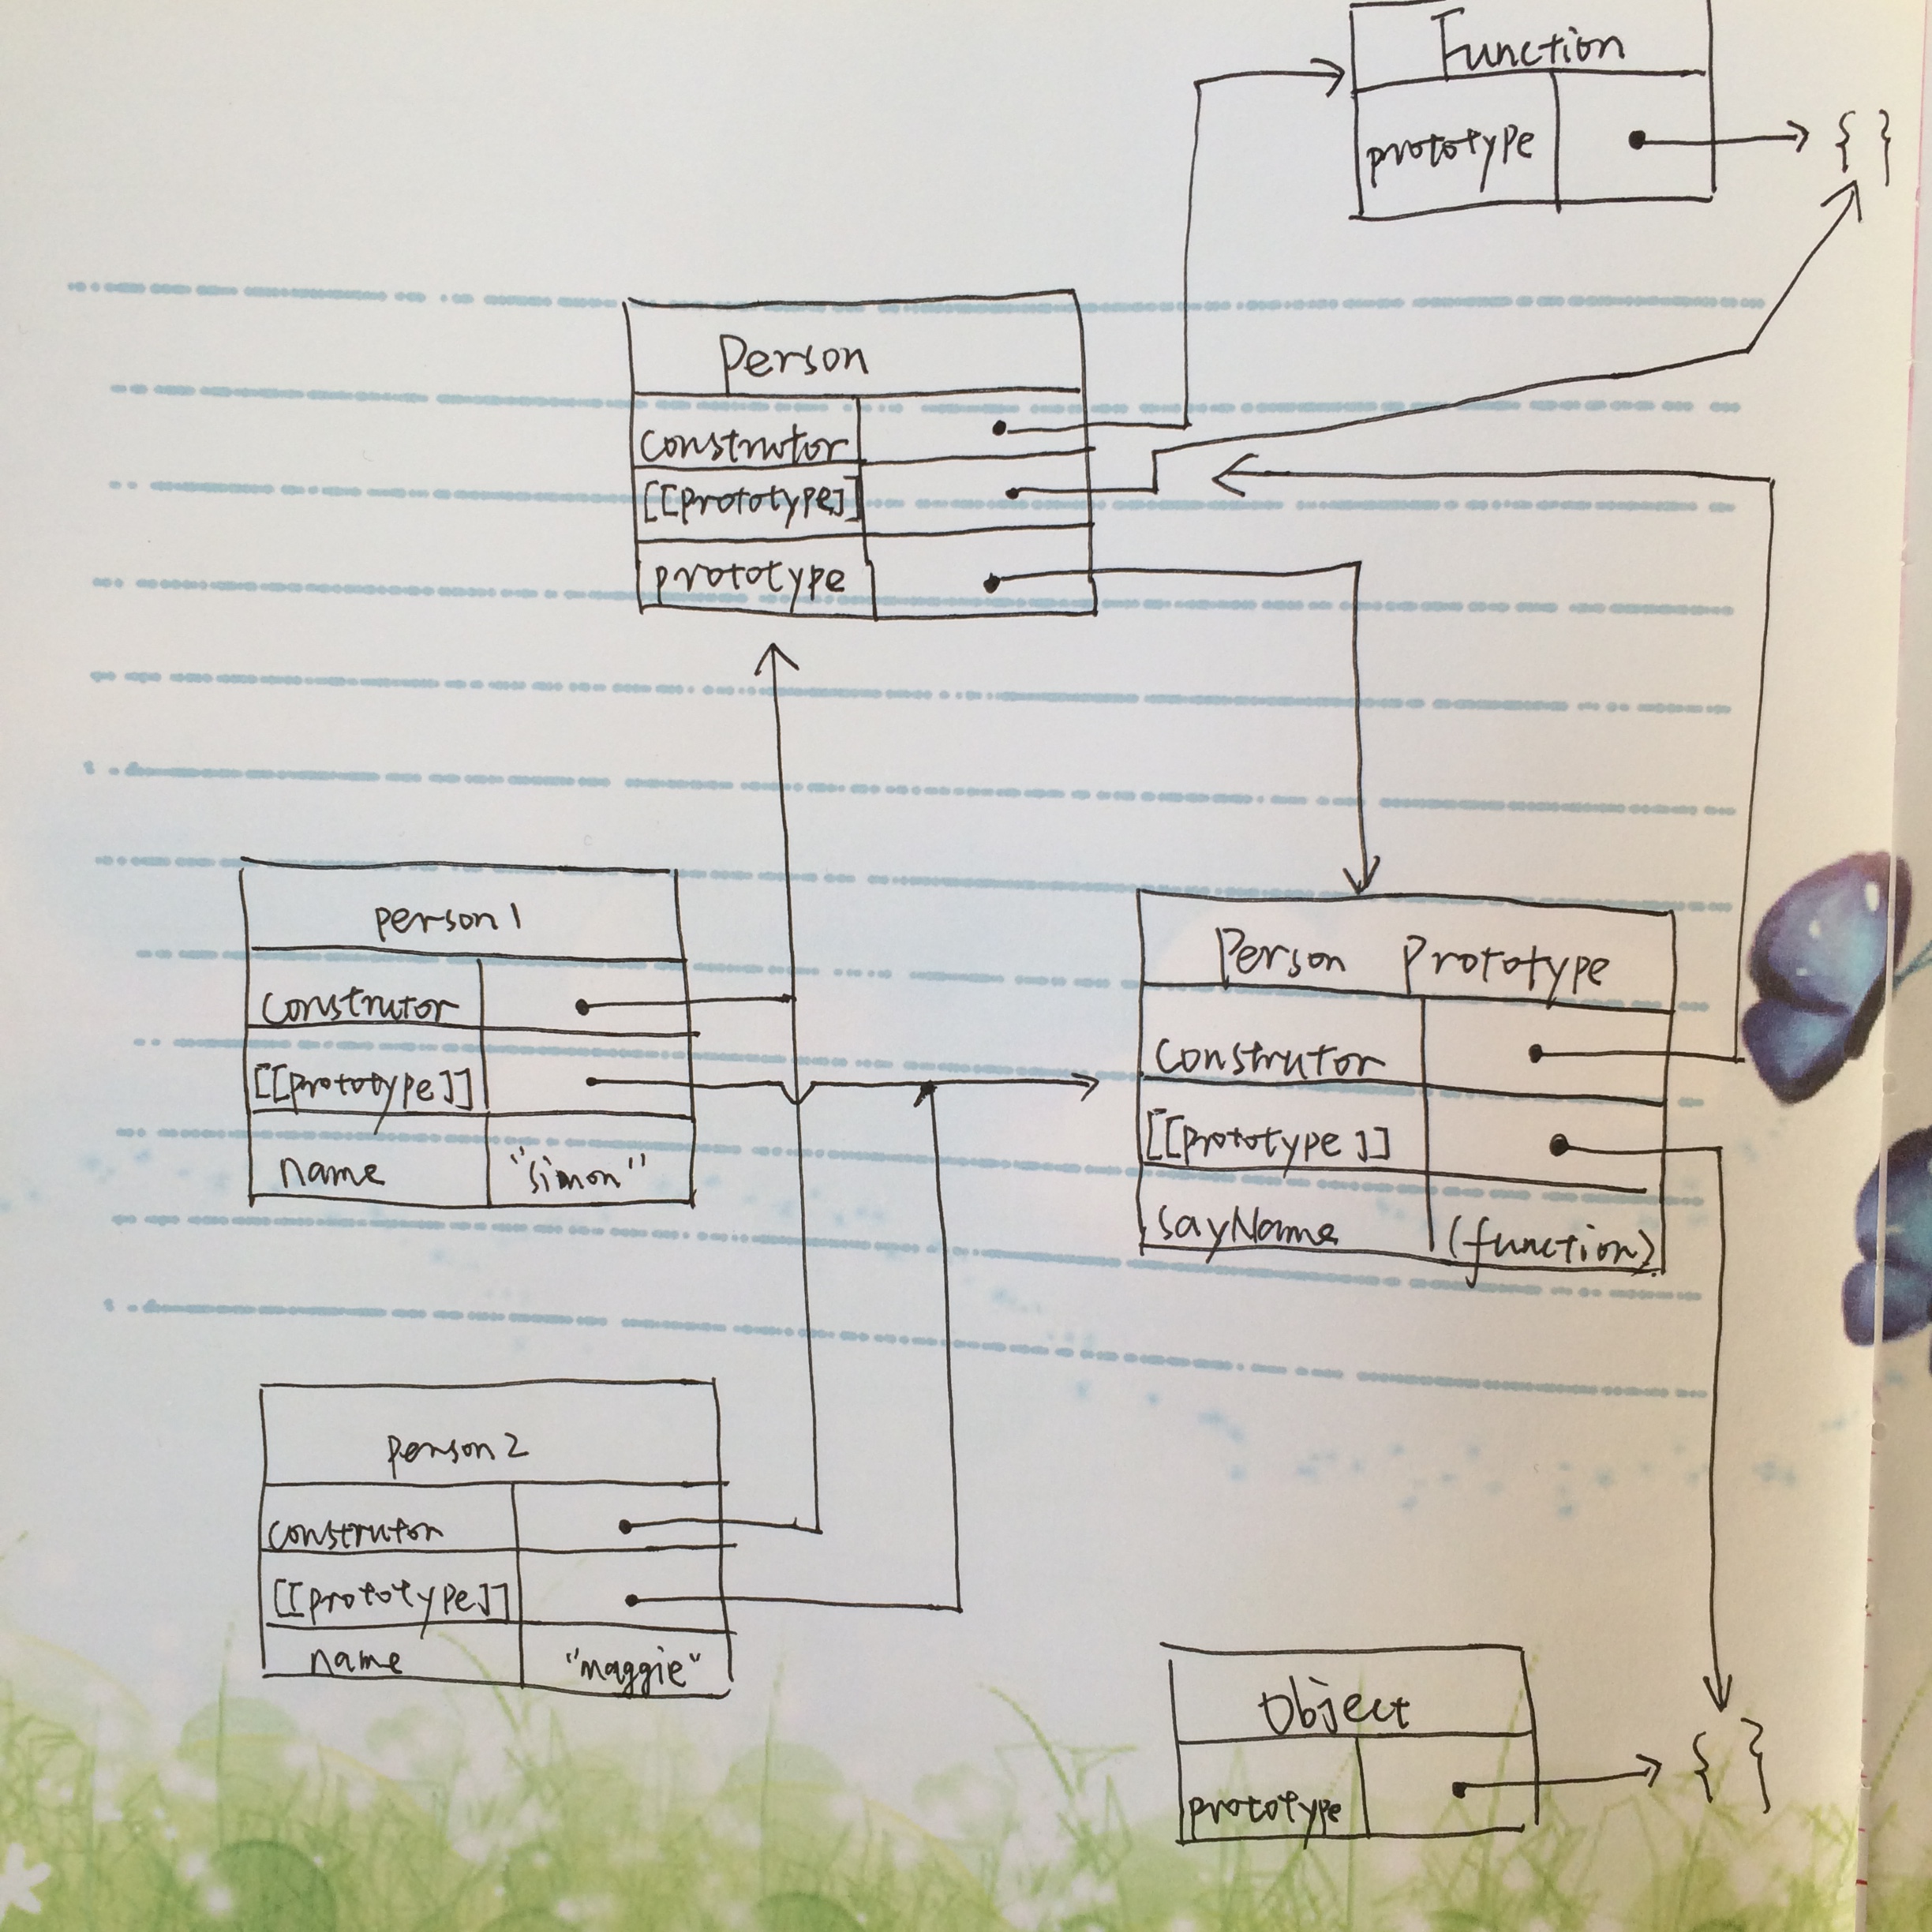 Function
prototype { }
Person
construtor
[[prototype]]
prototype
person1
construtor
[[prototype]]
name "simon"
Person Prototype
construtor
[[prototype]]
sayName (function)
person2
construtor
[[prototype]]
name "maggie"
Object
prototype { }